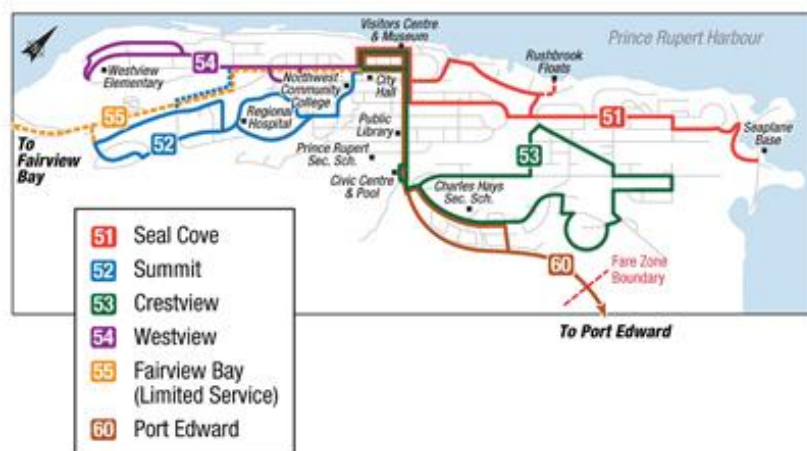 Visitors Centre
& Museum
Prince Rupert Harbour
Rushbrook
Floats
54
Westview
Elementary
Northwest
Community
College
City
Hall
55
Regional
Hospital
Public
Library
51
Seaplane
Base
To
Fairview
Bay
52
Prince Rupert
Sec. Sch.
53
Civic Centre
& Pool
Charles Hays
Sec. Sch.
60
Fare Zone
Boundary
To Port Edward
51 Seal Cove
52 Summit
53 Crestview
54 Westview
55 Fairview Bay
(Limited Service)
60 Port Edward